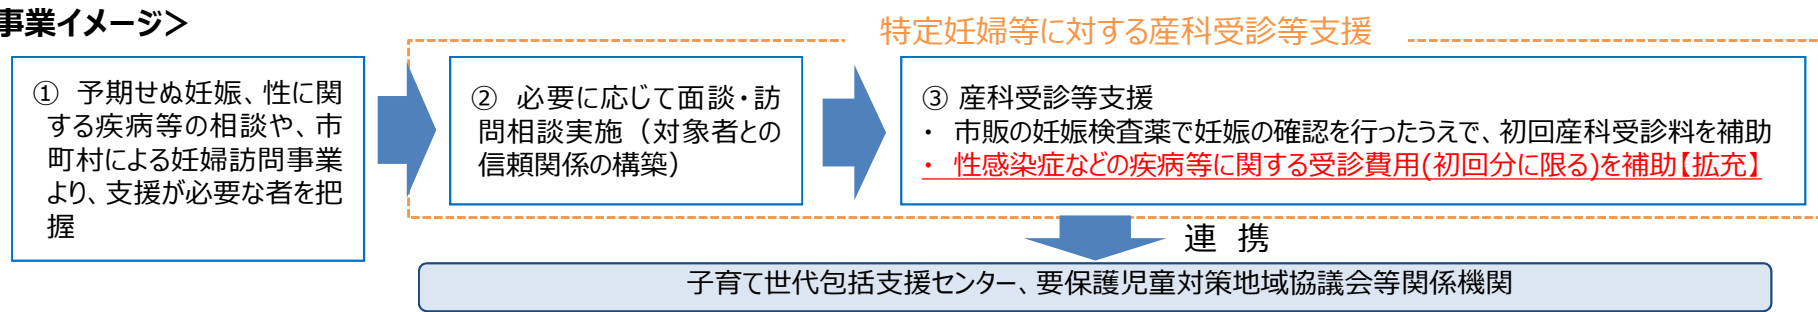 事業イメージ＞
特定妊婦等に対する産科受診等支援
① 予期せぬ妊娠、性に関
する疾病等の相談や、市
町村による妊婦訪問事業
より、支援が必要な者を把
握
② 必要に応じて面談・訪
問相談実施（対象者との
信頼関係の構築）
③ 産科受診等支援
・ 市販の妊娠検査薬で妊娠の確認を行ったうえで、初回産科受診料を補助
・ 性感染症などの疾病等に関する受診費用(初回分に限る)を補助【拡充】
連 携
子育て世代包括支援センター、要保護児童対策地域協議会等関係機関